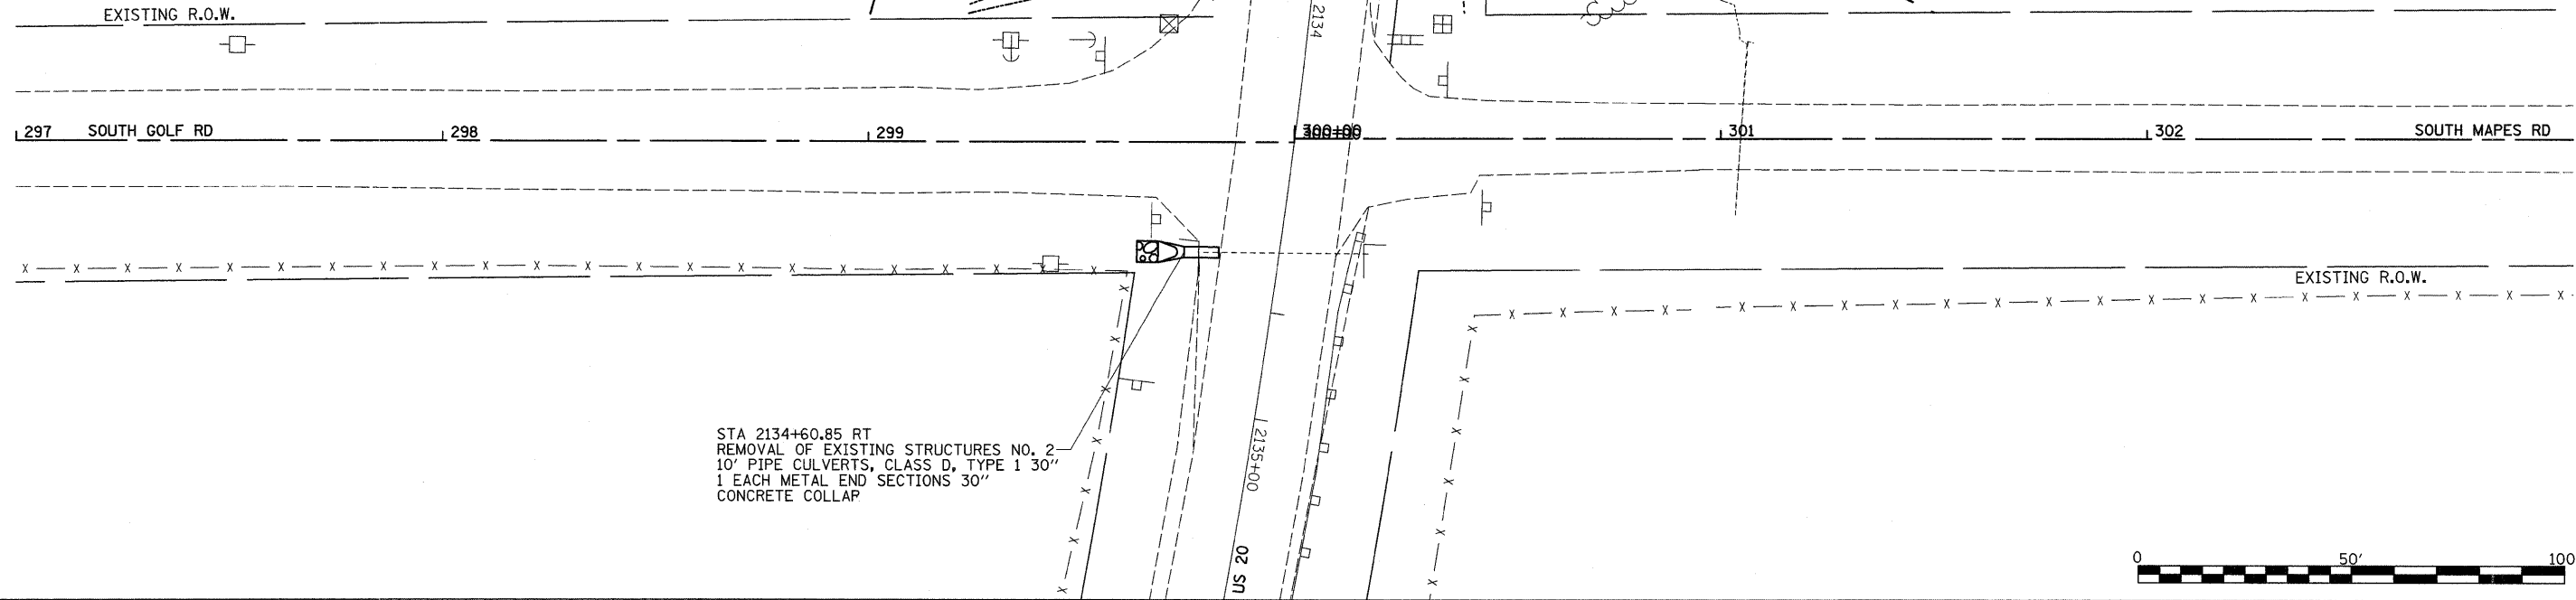 EXISTING R.O.W.
2134
297 SOUTH GOLF RD 298 299 300+00 301 302 SOUTH MAPES RD
EXISTING R.O.W.
STA 2134+60.85 RT
REMOVAL OF EXISTING STRUCTURES NO. 2
10' PIPE CULVERTS, CLASS D, TYPE 1 30"
1 EACH METAL END SECTIONS 30"
CONCRETE COLLAR
2135+00
US 20
0 50' 100